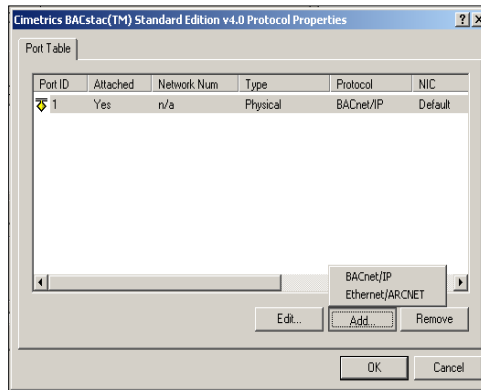 Cimetrics BACstac(TM) Standard Edition v4.0 Protocol Properties
Port Table
Port ID Attached Network Num Type Protocol NIC
1 Yes n/a Physical BACnet/IP Default
BACnet/IP
Ethernet/ARCNET
Edit... Add... Remove
OK Cancel